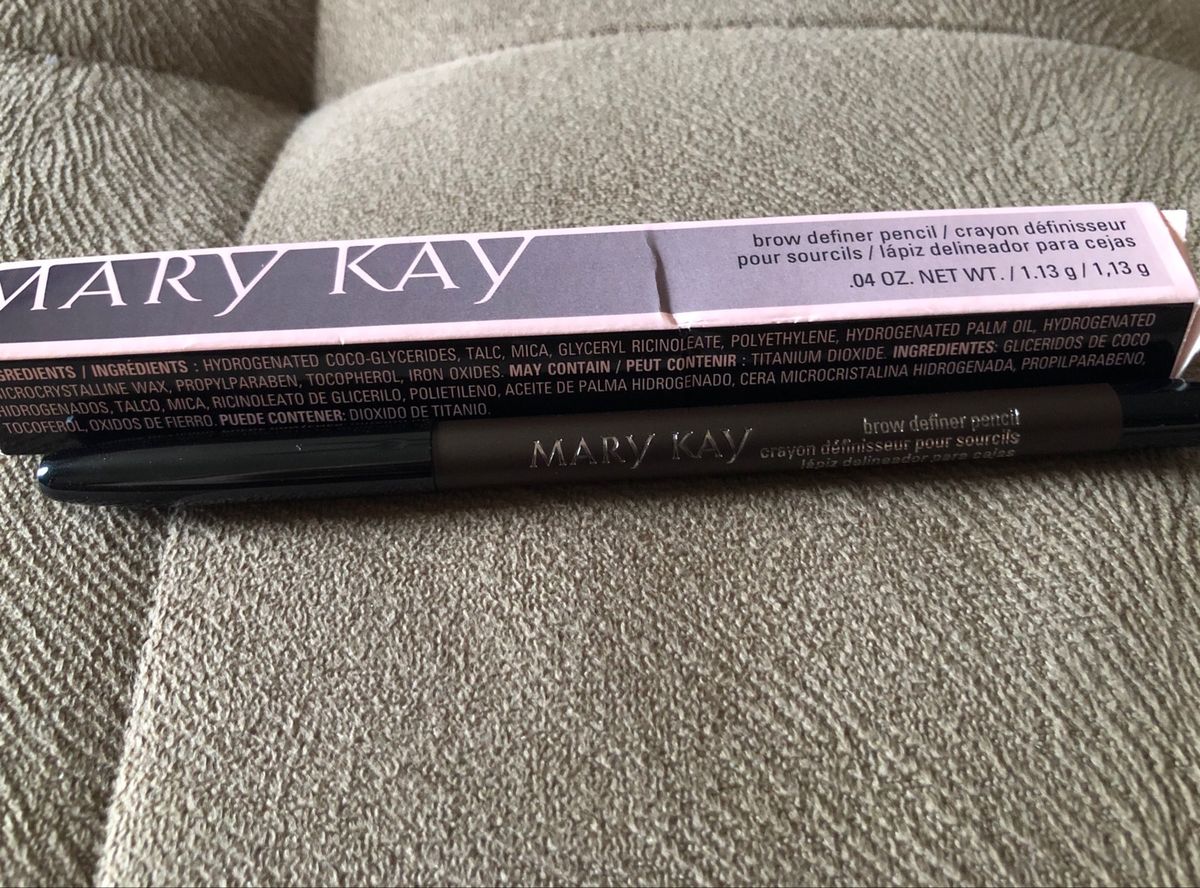 MARY KAY
brow definer pencil / crayon définisseur
pour sourcils / lápiz delineador para cejas
.04 OZ. NET WT. / 1.13 g / 1,13 g
GREDIENTS / INGRÉDIENTS : HYDROGENATED COCO-GLYCERIDES, TALC, MICA, GLYCERYL RICINOLEATE, POLYETHYLENE, HYDROGENATED PALM OIL, HYDROGENATED
MICROCRYSTALLINE WAX, PROPYLPARABEN, TOCOPHEROL, IRON OXIDES. MAY CONTAIN / PEUT CONTENIR : TITANIUM DIOXIDE. INGREDIENTES: GLICERIDOS DE COCO
HIDROGENADOS, TALCO, MICA, RICINOLEATO DE GLICERILO, POLIETILENO, ACEITE DE PALMA HIDROGENADO, CERA MICROCRISTALINA HIDROGENADA, PROPILPARABENO,
TOCOFEROL, OXIDOS DE FIERRO. PUEDE CONTENER: DIOXIDO DE TITANIO.
MARY KAY
brow definer pencil
crayon définisseur pour sourcils
lápiz delineador para cejas